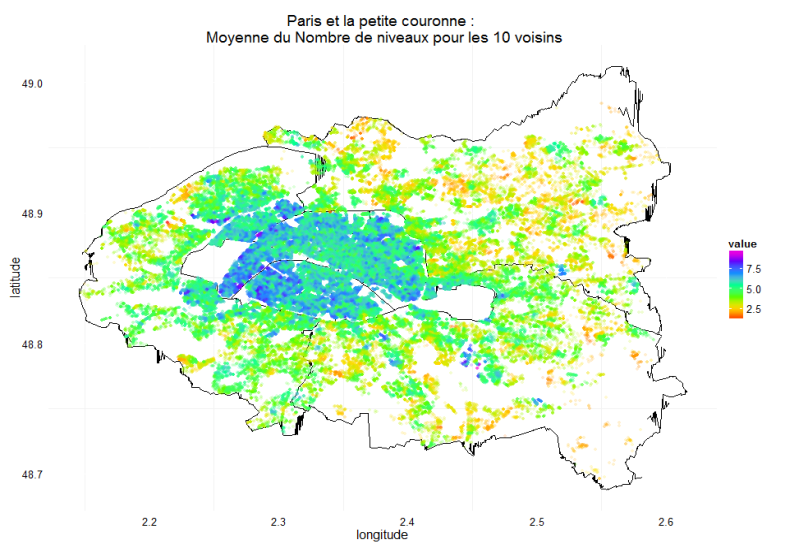 Paris et la petite couronne :
Moyenne du Nombre de niveaux pour les 10 voisins
49.0
48.9
48.8
48.7
latitude
value
7.5
5.0
2.5
2.2
2.3
2.4
2.5
2.6
longitude